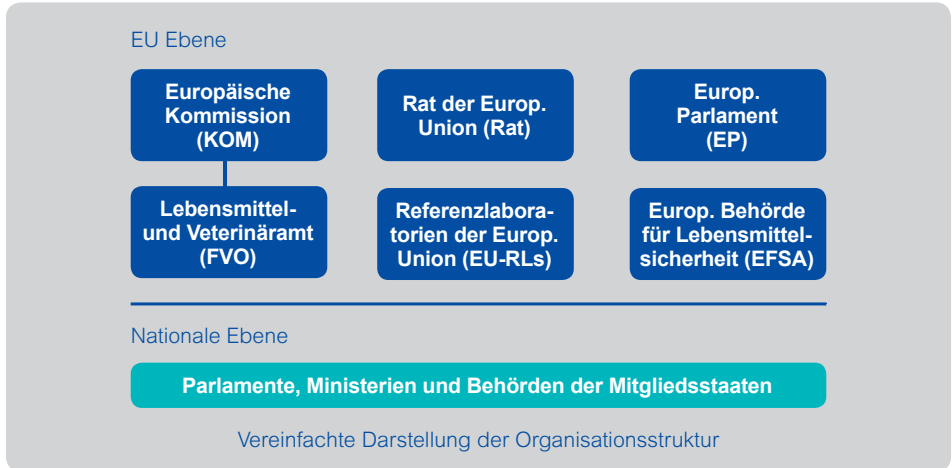 EU Ebene
Europäische
Kommission
(KOM)
Rat der Europ.
Union (Rat)
Europ.
Parlament
(EP)
Lebensmittel-
und Veterinäramt
(FVO)
Referenzlabora-
torien der Europ.
Union (EU-RLs)
Europ. Behörde
für Lebensmittel-
sicherheit (EFSA)
Nationale Ebene
Parlamente, Ministerien und Behörden der Mitgliedsstaaten
Vereinfachte Darstellung der Organisationsstruktur